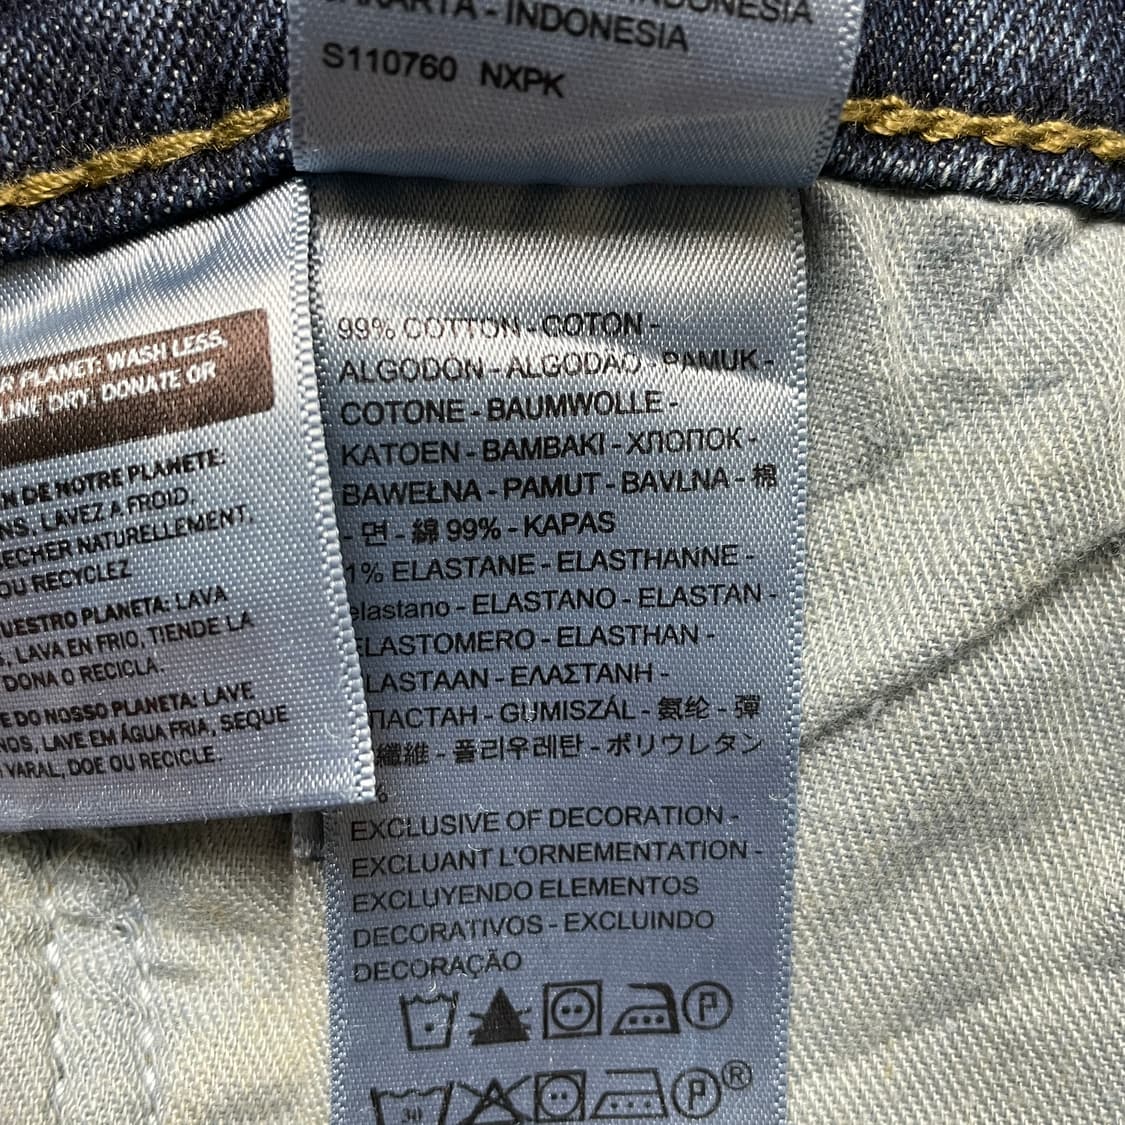 JAKARTA - INDONESIA
S110760 NXPK
PLANET: WASH LESS,
LINE DRY, DONATE OR
DE NOTRE PLANÈTE:
LAVEZ A FROID,
NATURELLEMENT,
OU RECYCLEZ
PLANETA: LAVA
LAVA EN FRIO, TIENDE LA
DONA O RECICLA.
DO NOSSO PLANETA: LAVE
LAVE EM ÁGUA FRIA, SEQUE
VARAL, DOE OU RECICLE.
99% COTTON - COTON -
ALGODON - ALGODAO - PAMUK -
COTONE - BAUMWOLLE -
KATOEN - BAMBAKI - ХЛОПОК -
BAWEŁNA - PAMUT - BAVLNA - 棉
- 면 - 綿 99% - KAPAS
1% ELASTANE - ELASTHANNE -
elastano - ELASTANO - ELASTAN -
ELASTOMERO - ELASTHAN -
ELASTAAN - ΕΛΑΣΤΑΝΗ -
GUMISZÁL - 氨纶 - 彈
纖維 - 폴리우레탄 - ポリウレタン
%
EXCLUSIVE OF DECORATION -
EXCLUANT L'ORNEMENTATION -
EXCLUYENDO ELEMENTOS
DECORATIVOS - EXCLUINDO
DECORAÇÃO
P
30 P ®